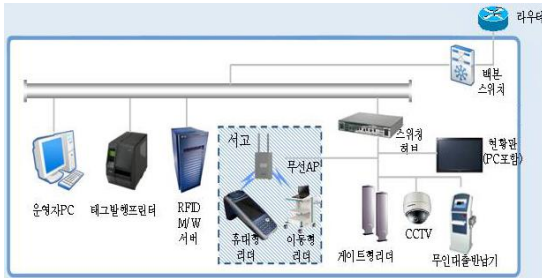 라우터
백본
스위치
서고
무선AP
스위칭
허브
현황판
(PC포함)
운영자PC
태그발행프린터
RFID
M/W
서버
휴대형
리더
이동형
리더
게이트형리더
CCTV
무인대출반납기